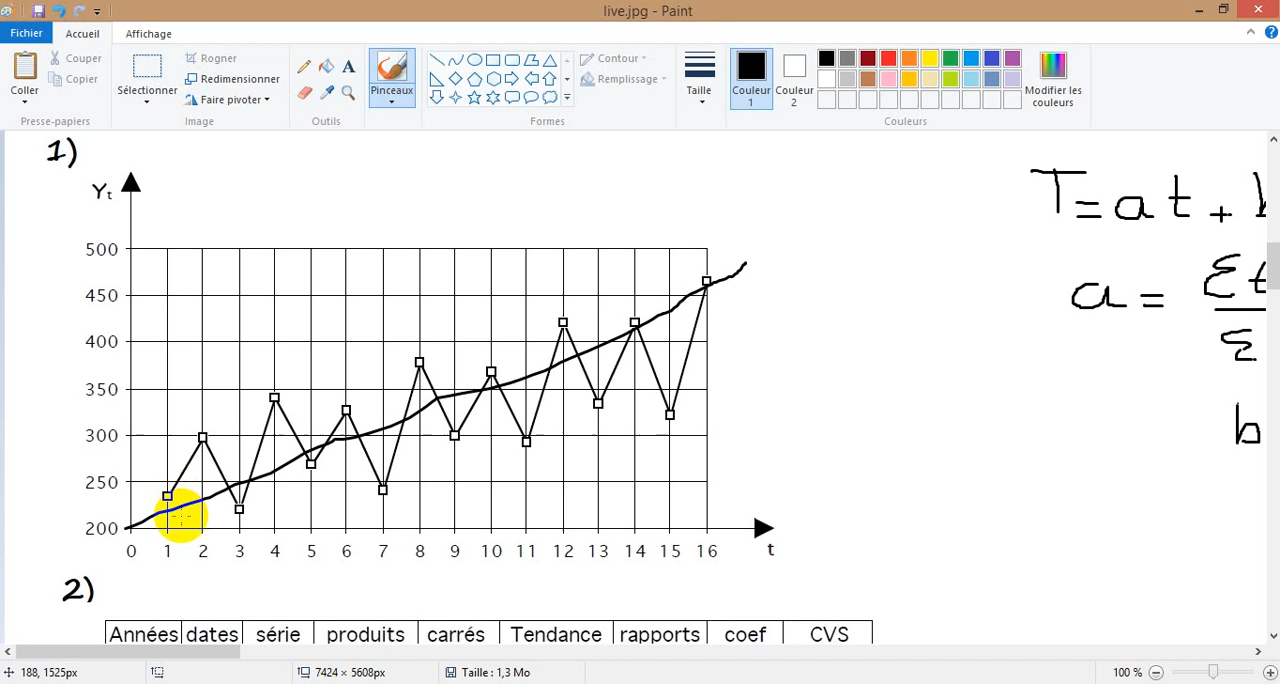 live.jpg - Paint
Fichier Accueil Affichage
Coller
Couper
Copier
Presse-papiers
Sélectionner
Rogner
Redimensionner
Faire pivoter
Image
Outils
Pinceaux
Contour
Remplissage
Formes
Taille
Couleur 1
Couleur 2
Modifier les couleurs
Couleurs
1)
Yt
500
450
400
350
300
250
200
0 1 2 3 4 5 6 7 8 9 10 11 12 13 14 15 16 t
T = at + b
a = Σt
Σ
b
2)
Années dates série produits carrés Tendance rapports coef CVS
188, 1525px 7424 × 5608px Taille : 1,3 Mo 100 %